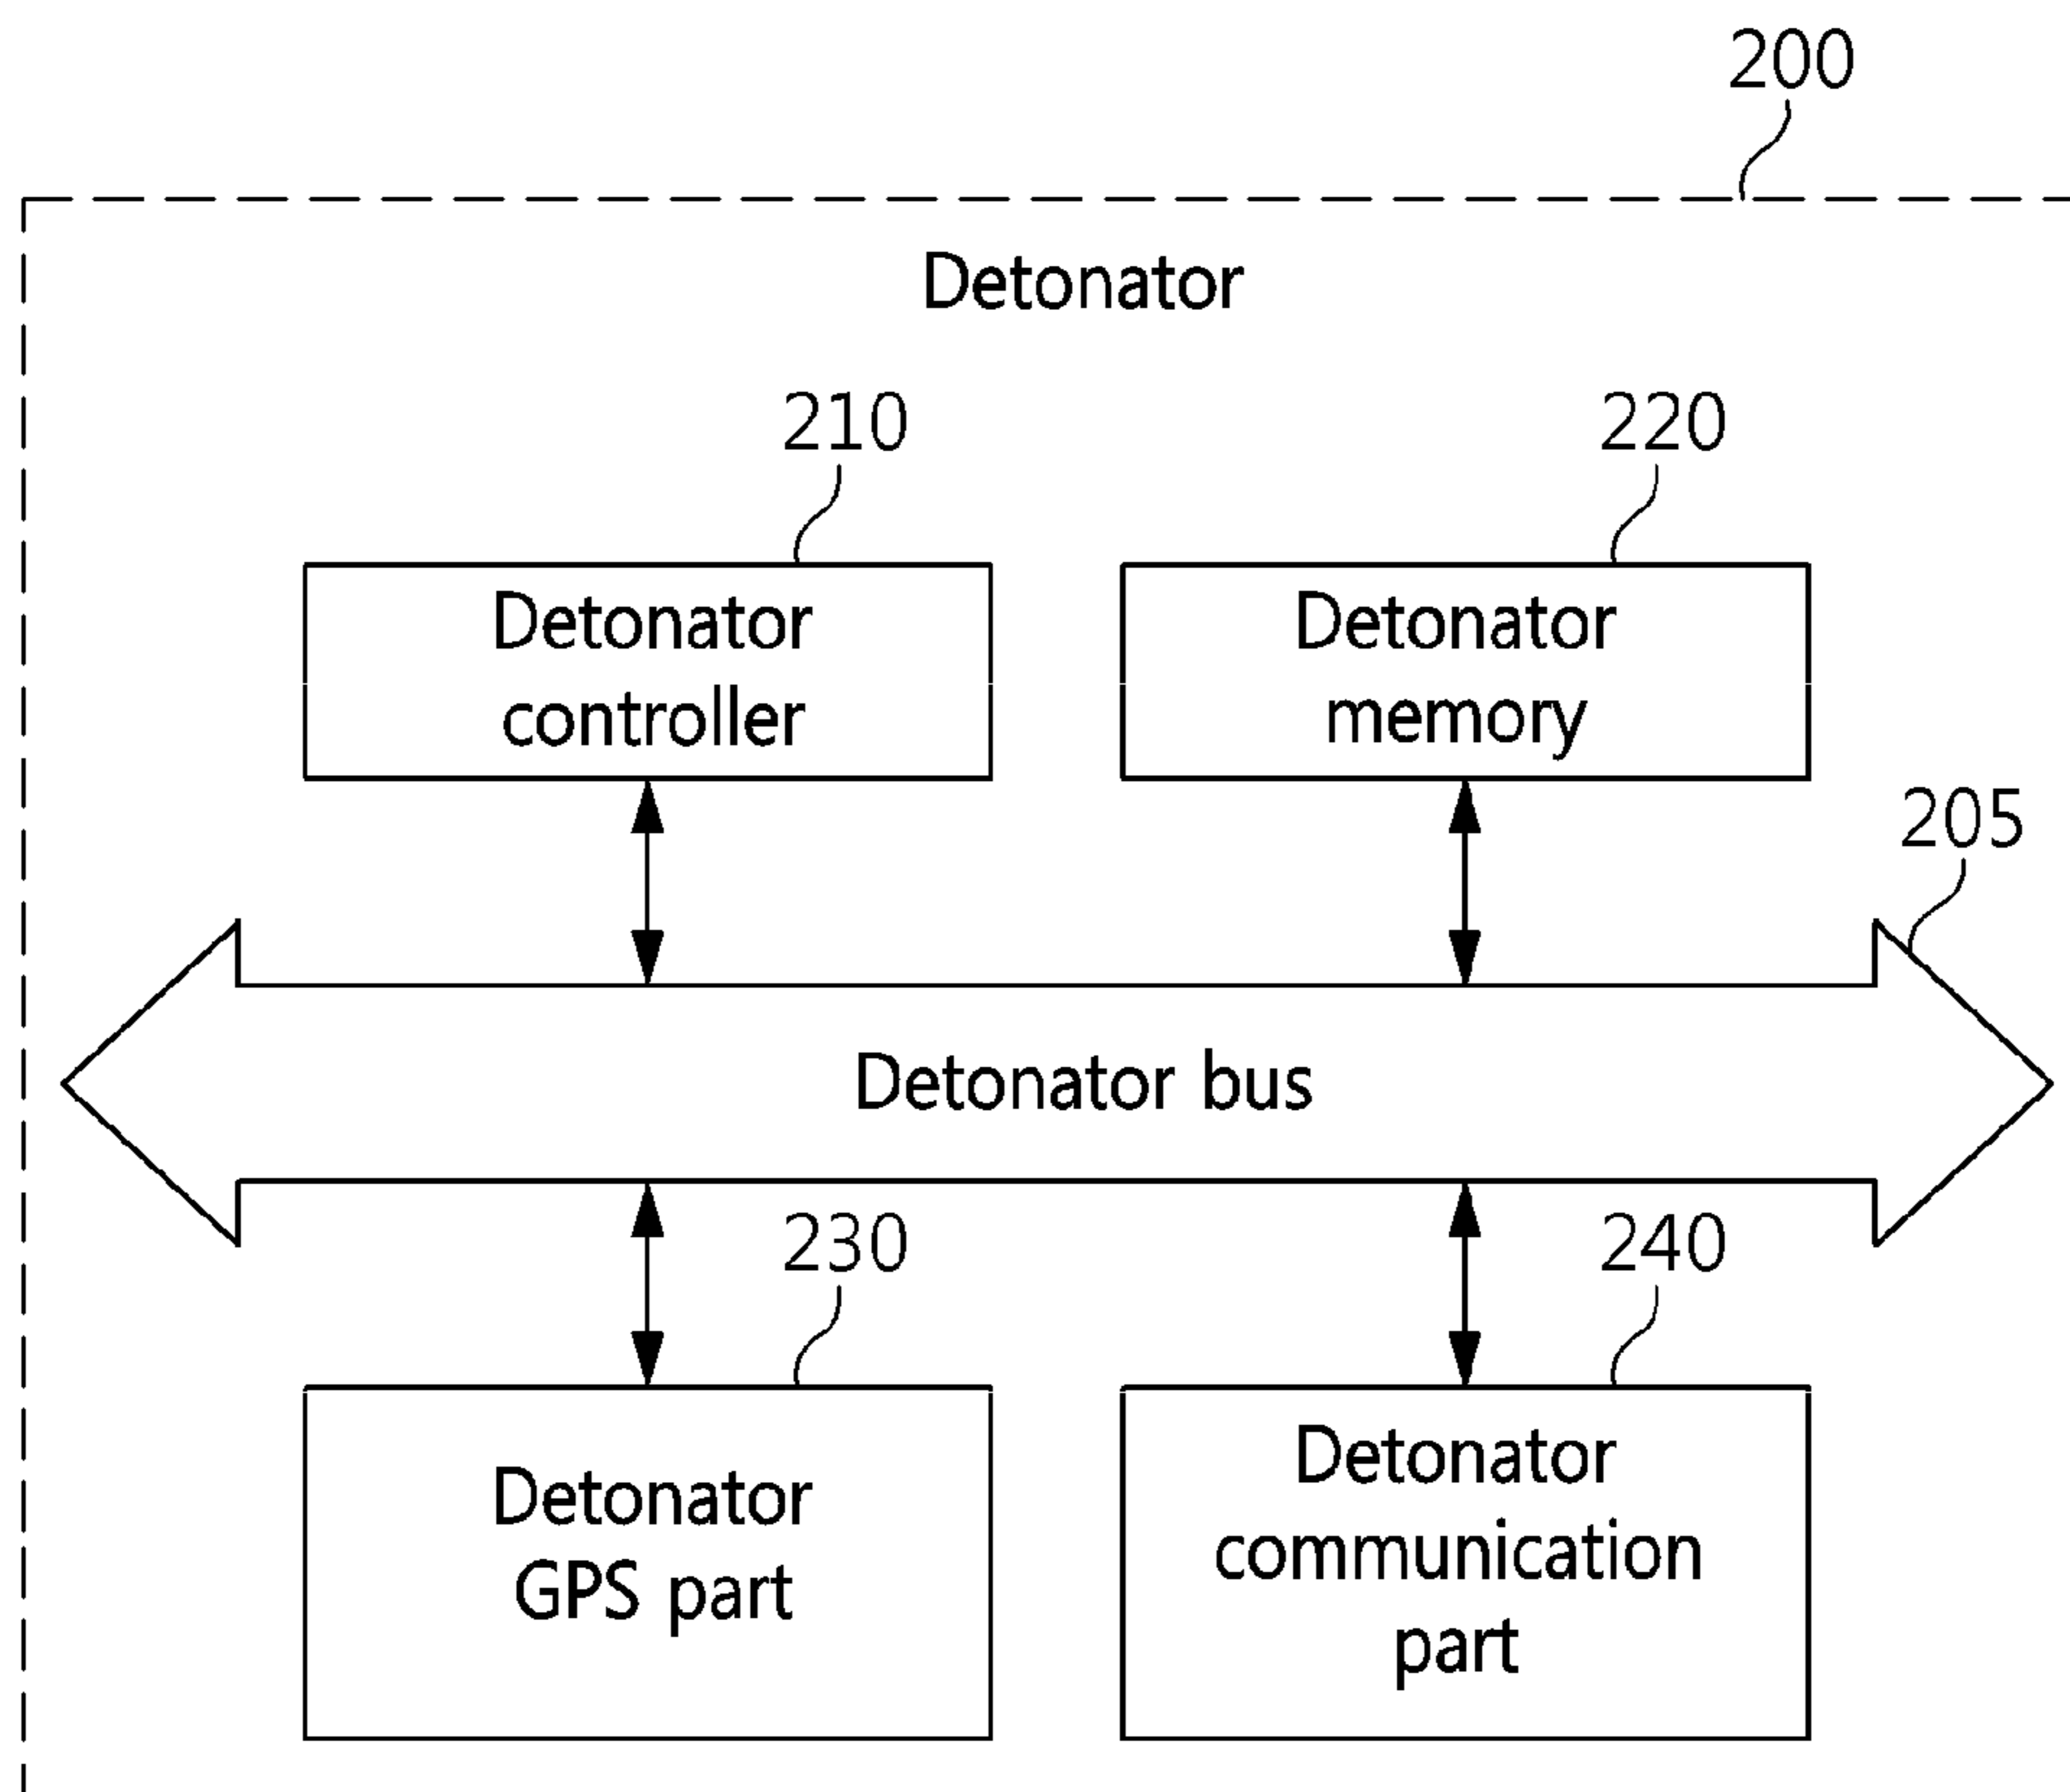 200
Detonator
210
220
Detonator
controller
Detonator
memory
205
Detonator bus
230
240
Detonator
GPS part
Detonator
communication
part